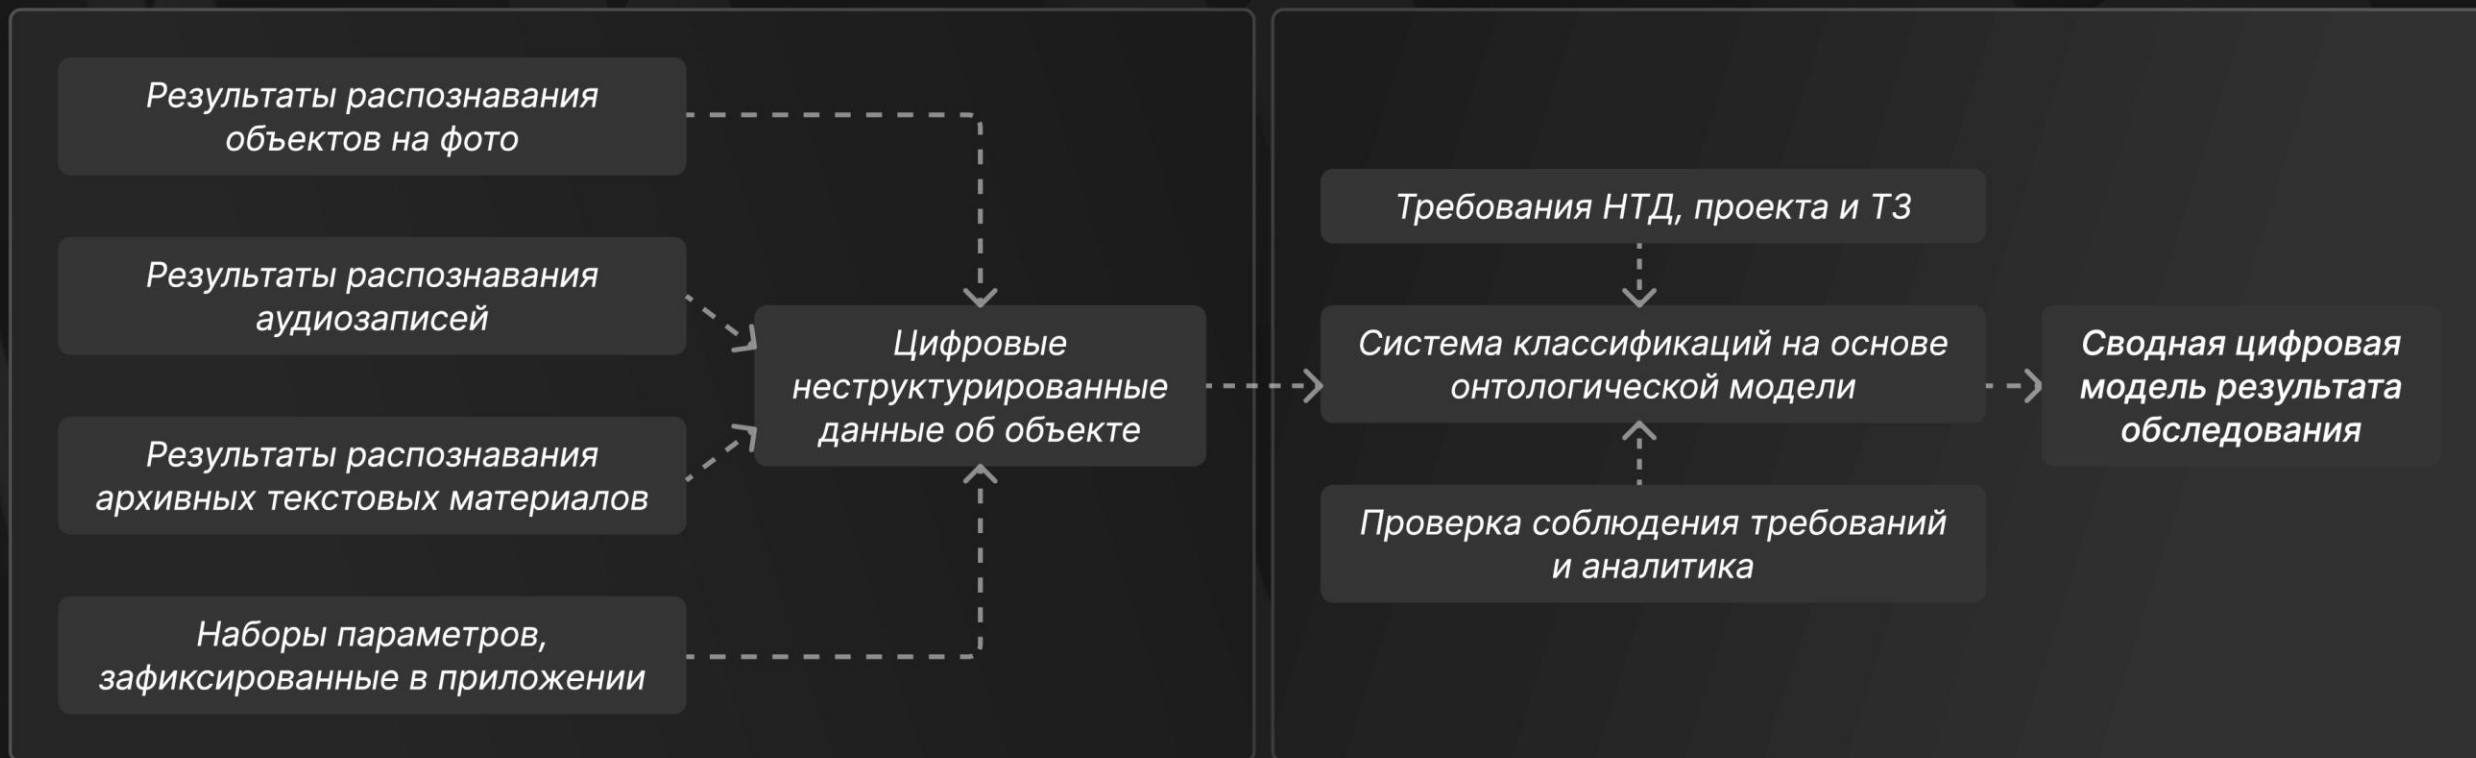 Результаты распознавания
объектов на фото
Результаты распознавания
аудиозаписей
Результаты распознавания
архивных текстовых материалов
Наборы параметров,
зафиксированные в приложении
Цифровые
неструктурированные
данные об объекте
Требования НТД, проекта и ТЗ
Система классификаций на основе
онтологической модели
Проверка соблюдения требований
и аналитика
Сводная цифровая
модель результата
обследования